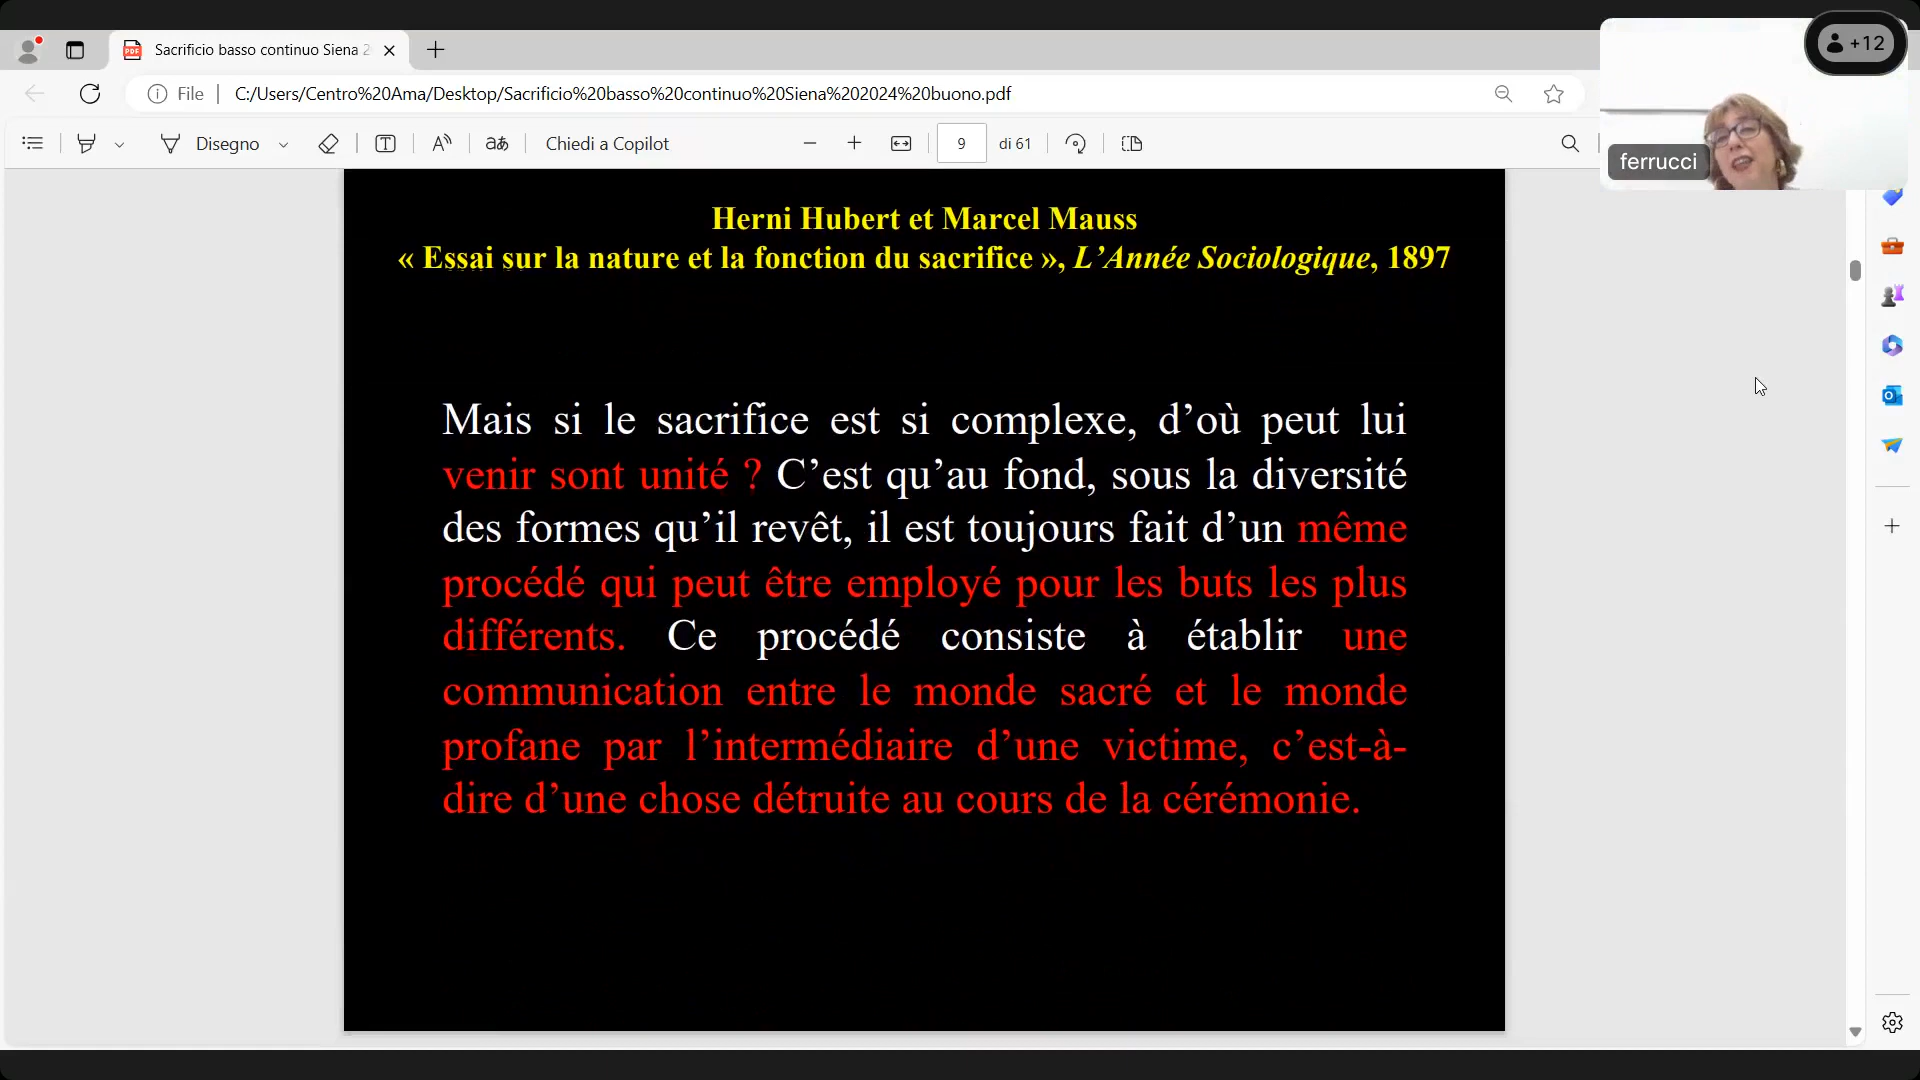 Sacrificio basso continuo Siena 2
+12
File
C:/Users/Centro%20Ama/Desktop/Sacrificio%20basso%20continuo%20Siena%202024%20buono.pdf
Disegno
aあ
Chiedi a Copilot
9
di 61
ferrucci
Herni Hubert et Marcel Mauss
« Essai sur la nature et la fonction du sacrifice », L’Année Sociologique, 1897
Mais si le sacrifice est si complexe, d’où peut lui
venir sont unité ? C’est qu’au fond, sous la diversité
des formes qu’il revêt, il est toujours fait d’un même
procédé qui peut être employé pour les buts les plus
différents. Ce procédé consiste à établir une
communication entre le monde sacré et le monde
profane par l’intermédiaire d’une victime, c’est-à-
dire d’une chose détruite au cours de la cérémonie.